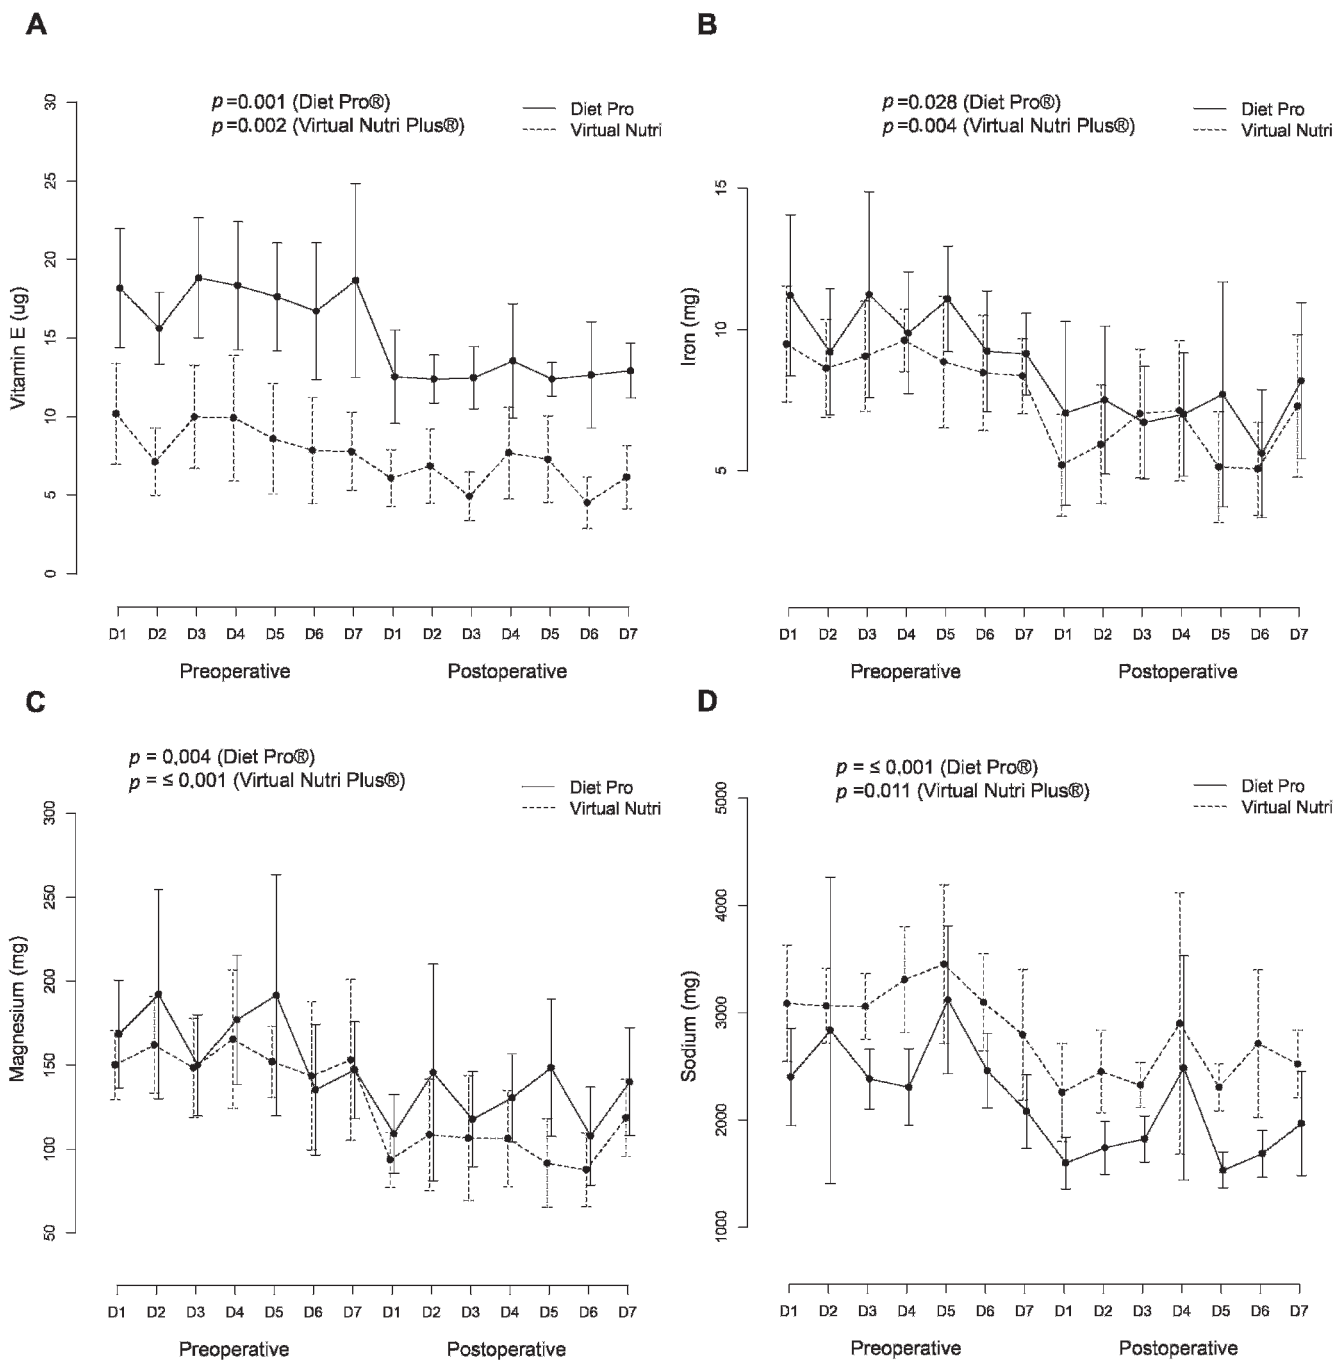 A
p=0.001 (Diet Pro®)
p=0.002 (Virtual Nutri Plus®)
Diet Pro
Virtual Nutri
Vitamin E (ug)
30
25
20
15
10
5
0
D1 D2 D3 D4 D5 D6 D7 D1 D2 D3 D4 D5 D6 D7
Preoperative Postoperative
B
p=0.028 (Diet Pro®)
p=0.004 (Virtual Nutri Plus®)
Diet Pro
Virtual Nutri
Iron (mg)
15
10
5
D1 D2 D3 D4 D5 D6 D7 D1 D2 D3 D4 D5 D6 D7
Preoperative Postoperative
C
p = 0,004 (Diet Pro®)
p = ≤ 0,001 (Virtual Nutri Plus®)
Diet Pro
Virtual Nutri
Magnesium (mg)
300
250
200
150
100
50
D1 D2 D3 D4 D5 D6 D7 D1 D2 D3 D4 D5 D6 D7
Preoperative Postoperative
D
p = ≤ 0,001 (Diet Pro®)
p =0.011 (Virtual Nutri Plus®)
Diet Pro
Virtual Nutri
Sodium (mg)
5000
4000
3000
2000
1000
D1 D2 D3 D4 D5 D6 D7 D1 D2 D3 D4 D5 D6 D7
Preoperative Postoperative